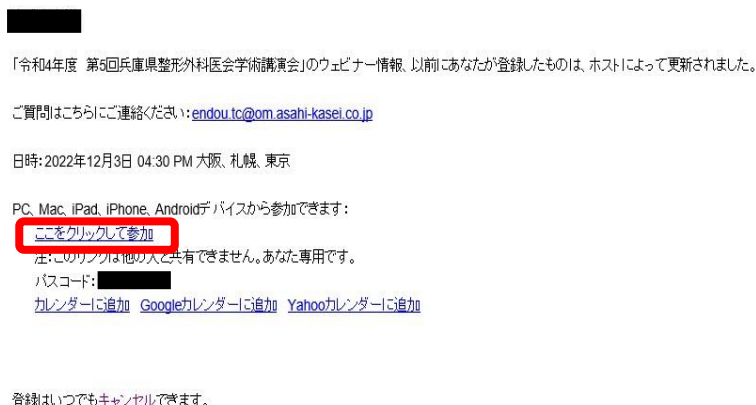 「令和4年度 第5回兵庫県整形外科医会学術講演会」のウェビナー情報、以前にあなたが登録したものは、ホストによって更新されました。
ご質問はこちらにご連絡ください：endou.tc@om.asahi-kasei.co.jp
日時：2022年12月3日 04:30 PM 大阪、札幌、東京
PC、Mac、iPad、iPhone、Androidデバイスから参加できます：
ここをクリックして参加
注：このリンクは他の人と共有できません。あなた専用です。
パスコード：
カレンダーに追加 Googleカレンダーに追加 Yahooカレンダーに追加
登録はいつでもキャンセルできます。